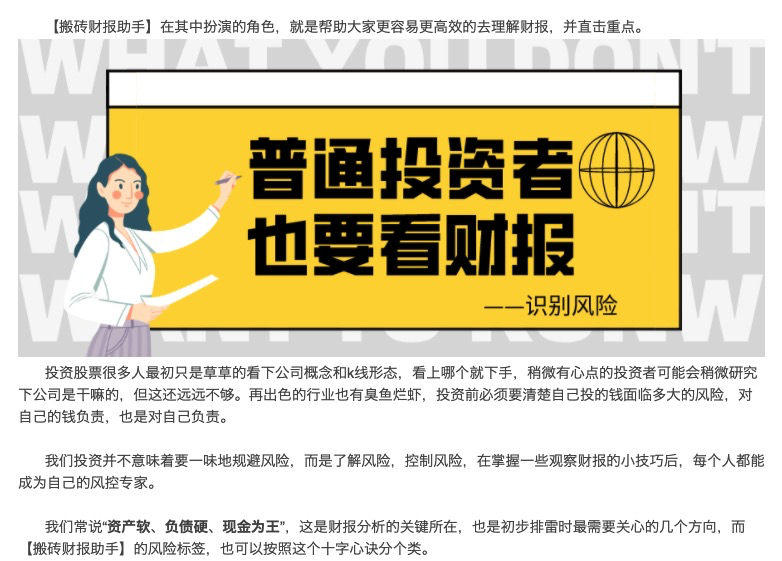 【搬砖财报助手】在其中扮演的角色，就是帮助大家更容易更高效的去理解财报，并直击重点。
WHAT YOU DON'T
普通投资者
也要看财报
——识别风险
投资股票很多人最初只是草草的看下公司概念和k线形态，看上哪个就下手，稍微有心点的投资者可能会稍微研究
下公司是干嘛的，但这还远远不够。再出色的行业也有臭鱼烂虾，投资前必须要清楚自己投的钱面临多大的风险，对
自己的钱负责，也是对自己负责。
我们投资并不意味着要一味地规避风险，而是了解风险，控制风险，在掌握一些观察财报的小技巧后，每个人都能
成为自己的风控专家。
我们常说“资产软、负债硬、现金为王”，这是财报分析的关键所在，也是初步排雷时最需要关心的几个方向，而
【搬砖财报助手】的风险标签，也可以按照这个十字心诀分个类。